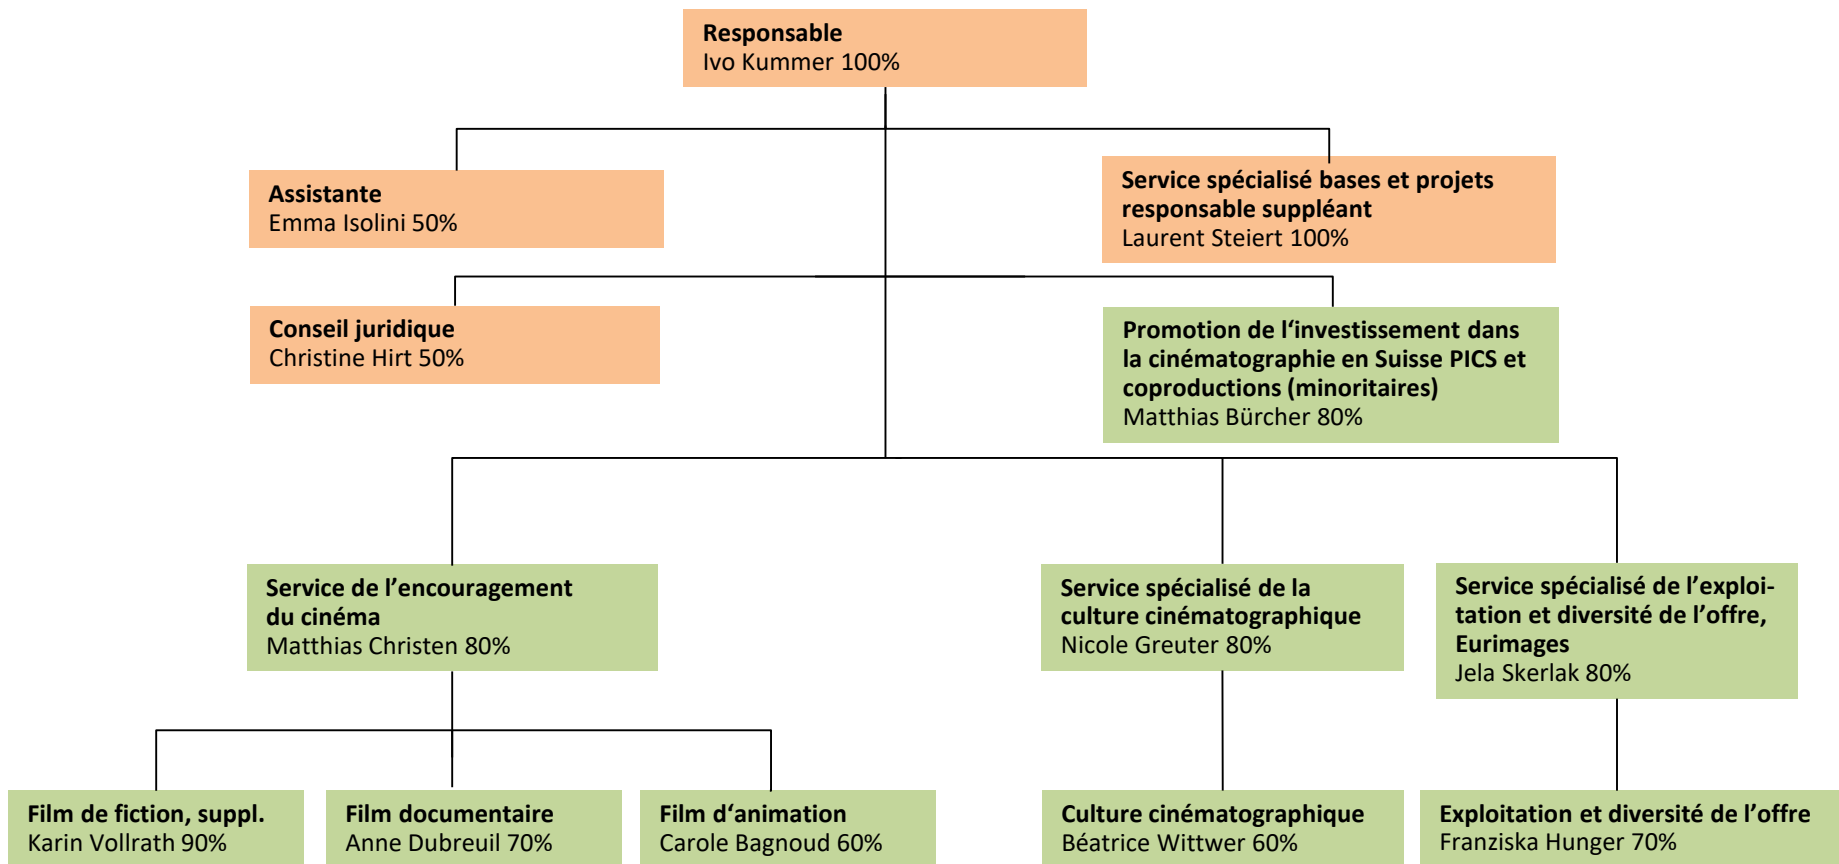 Responsable
Ivo Kummer 100%
Assistante
Emma Isolini 50%
Service spécialisé bases et projets
responsable suppléant
Laurent Steiert 100%
Conseil juridique
Christine Hirt 50%
Promotion de l‘investissement dans
la cinématographie en Suisse PICS et
coproductions (minoritaires)
Matthias Bürcher 80%
Service de l’encouragement
du cinéma
Matthias Christen 80%
Service spécialisé de la
culture cinématographique
Nicole Greuter 80%
Service spécialisé de l’exploi-
tation et diversité de l’offre,
Eurimages
Jela Skerlak 80%
Film de fiction, suppl.
Karin Vollrath 90%
Film documentaire
Anne Dubreuil 70%
Film d‘animation
Carole Bagnoud 60%
Culture cinématographique
Béatrice Wittwer 60%
Exploitation et diversité de l’offre
Franziska Hunger 70%